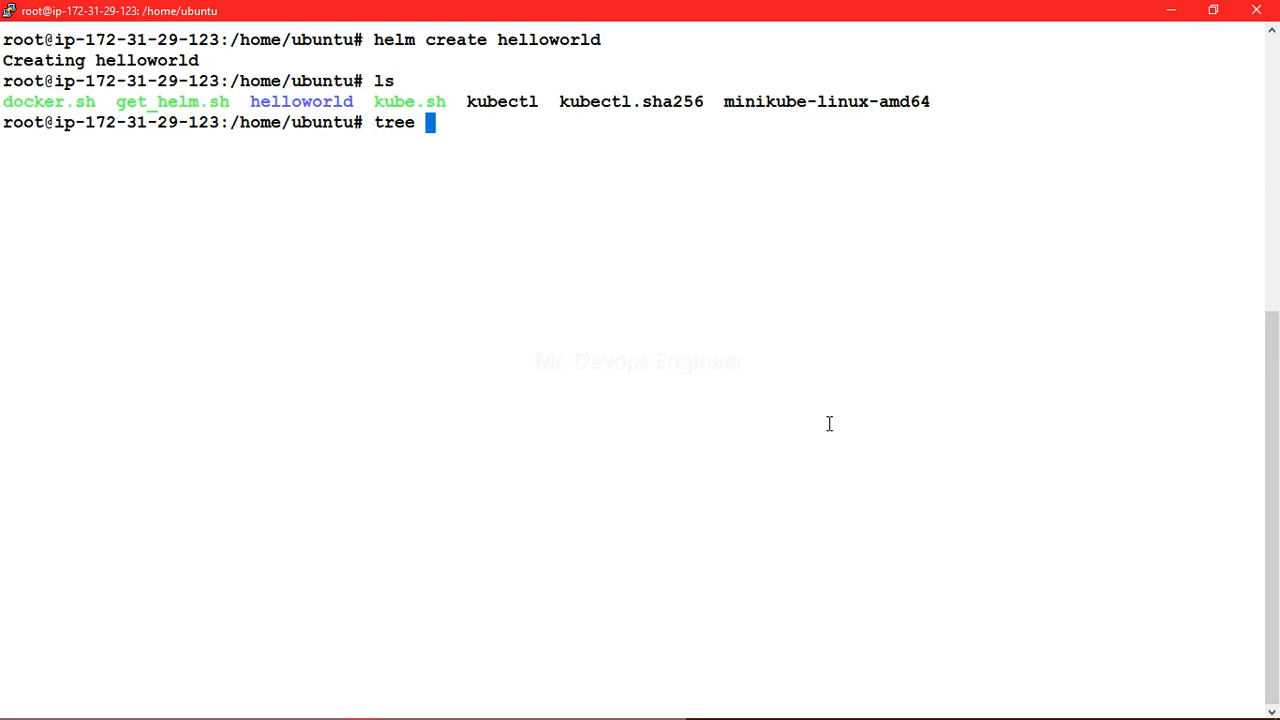 root@ip-172-31-29-123: /home/ubuntu
root@ip-172-31-29-123:/home/ubuntu# helm create helloworld
Creating helloworld
root@ip-172-31-29-123:/home/ubuntu# ls
docker.sh get_helm.sh helloworld kube.sh kubectl kubectl.sha256 minikube-linux-amd64
root@ip-172-31-29-123:/home/ubuntu# tree
Mr. Devops Engineer